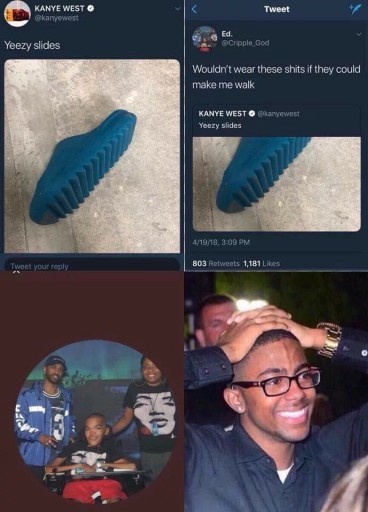 KANYE WEST
@kanyewest
Yeezy slides
Tweet your reply
Tweet
Ed.
@Cripple_God
Wouldn't wear these shits if they could
make me walk
KANYE WEST @kanyewest
Yeezy slides
4/19/18, 3:09 PM
803 Retweets 1,181 Likes